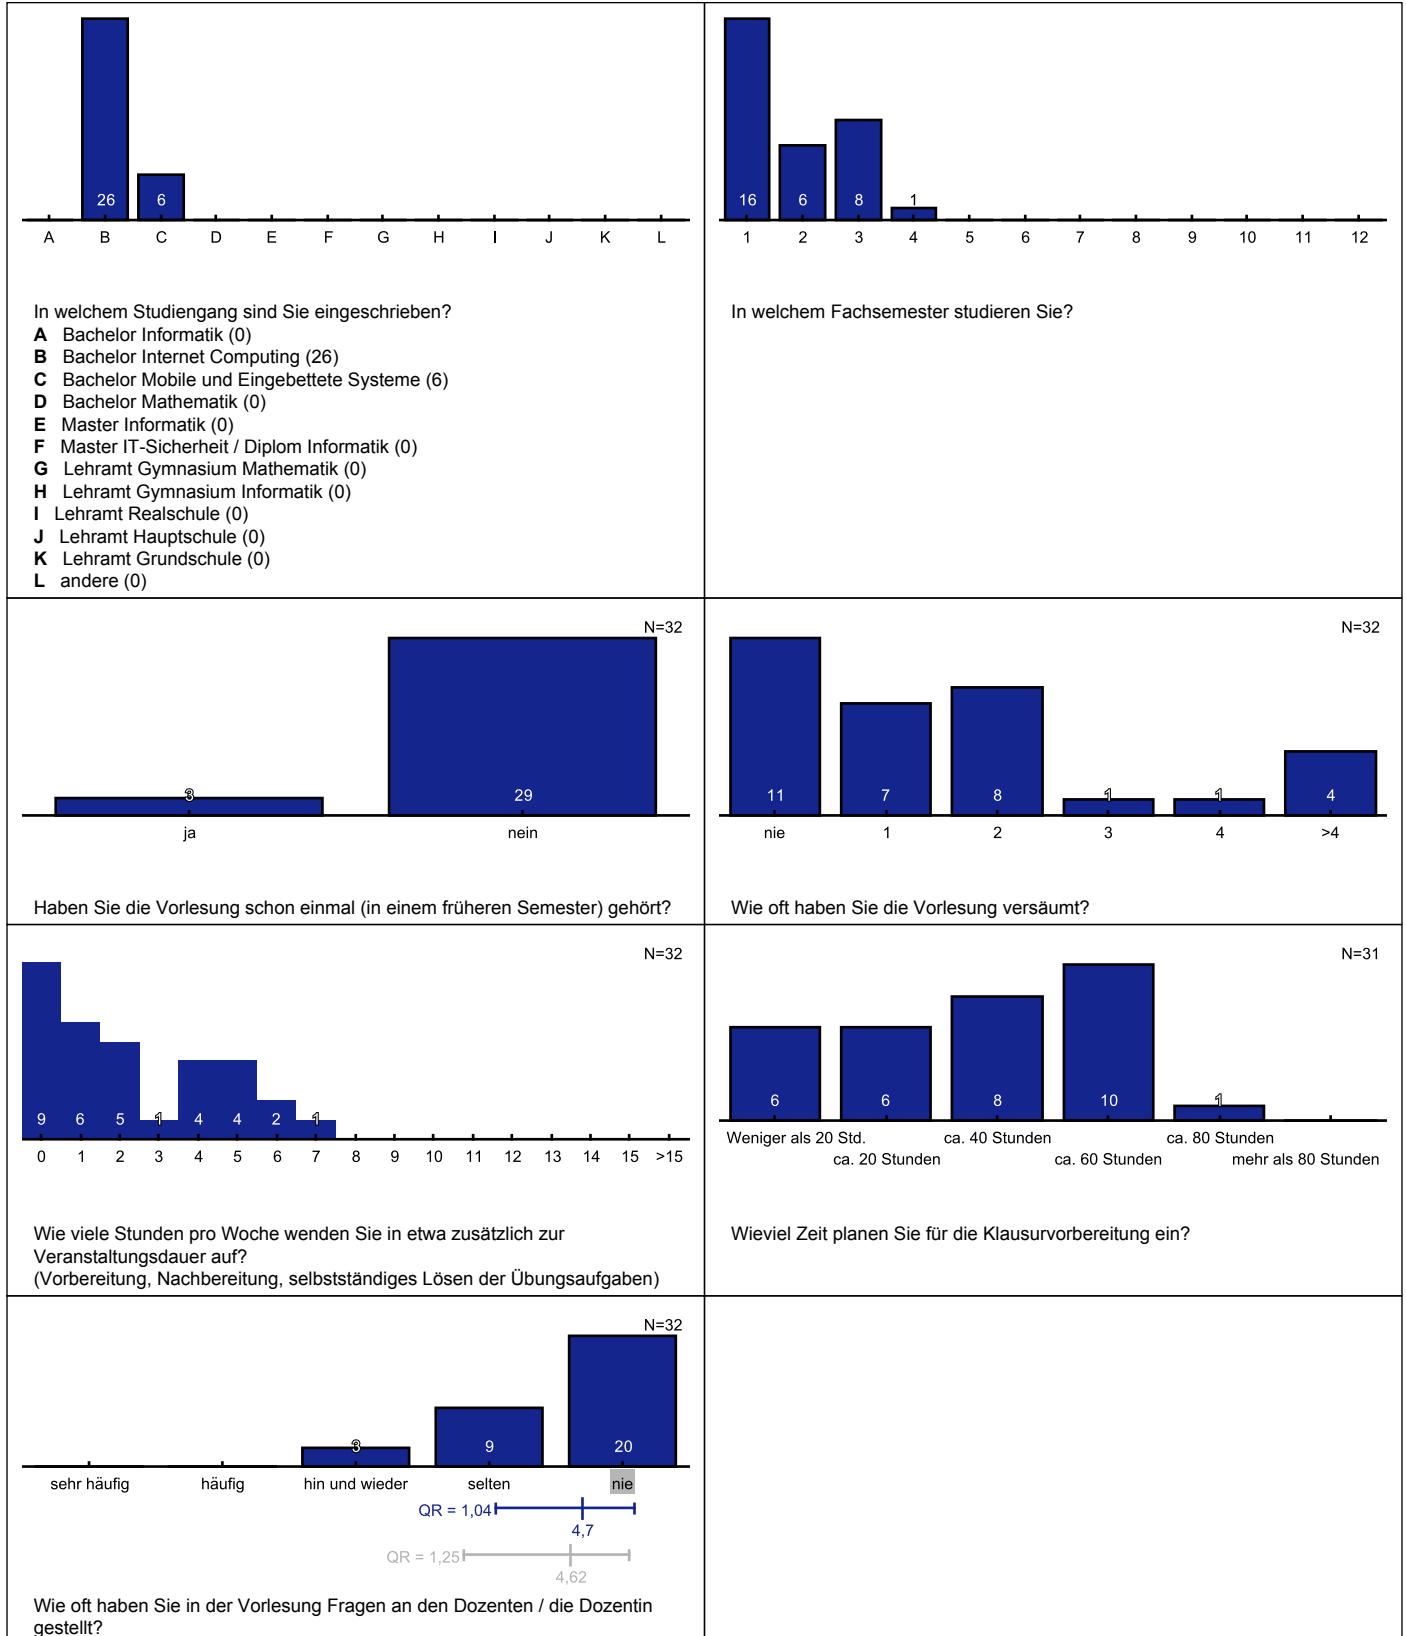 26 6
A B C D E F G H I J K L
In welchem Studiengang sind Sie eingeschrieben?
A Bachelor Informatik (0)
B Bachelor Internet Computing (26)
C Bachelor Mobile und Eingebettete Systeme (6)
D Bachelor Mathematik (0)
E Master Informatik (0)
F Master IT-Sicherheit / Diplom Informatik (0)
G Lehramt Gymnasium Mathematik (0)
H Lehramt Gymnasium Informatik (0)
I Lehramt Realschule (0)
J Lehramt Hauptschule (0)
K Lehramt Grundschule (0)
L andere (0)
16 6 8 1
1 2 3 4 5 6 7 8 9 10 11 12
In welchem Fachsemester studieren Sie?
N=32
3 29
ja nein
Haben Sie die Vorlesung schon einmal (in einem früheren Semester) gehört?
N=32
11 7 8 1 1 4
nie 1 2 3 4 >4
Wie oft haben Sie die Vorlesung versäumt?
N=32
9 6 5 1 4 4 2 1
0 1 2 3 4 5 6 7 8 9 10 11 12 13 14 15 >15
Wie viele Stunden pro Woche wenden Sie in etwa zusätzlich zur
Veranstaltungsdauer auf?
(Vorbereitung, Nachbereitung, selbstständiges Lösen der Übungsaufgaben)
N=31
6 6 8 10 1
Weniger als 20 Std. ca. 40 Stunden ca. 80 Stunden
ca. 20 Stunden ca. 60 Stunden mehr als 80 Stunden
Wieviel Zeit planen Sie für die Klausurvorbereitung ein?
N=32
3 9 20
sehr häufig häufig hin und wieder selten nie
QR = 1,04
4,7
QR = 1,25
4,62
Wie oft haben Sie in der Vorlesung Fragen an den Dozenten / die Dozentin
gestellt?